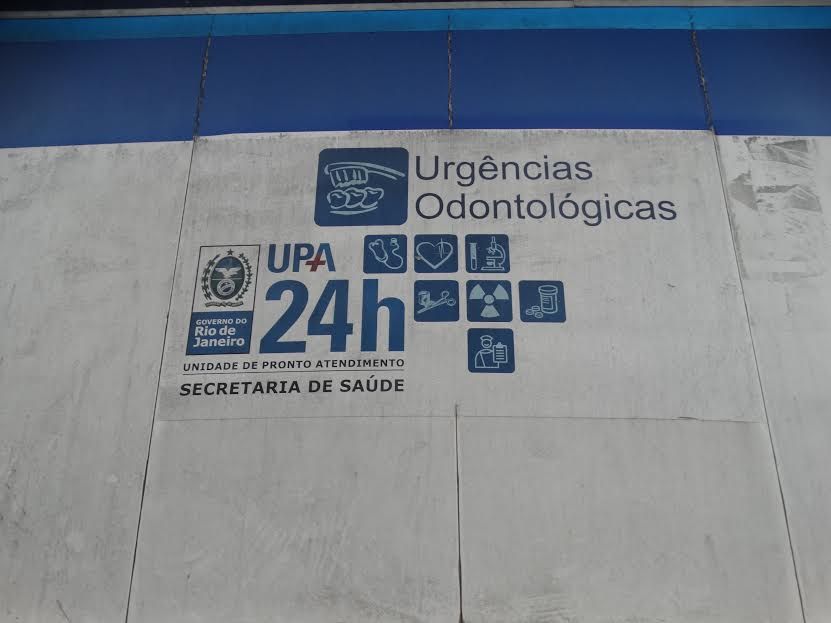 Urgências
Odontológicas
UPA
24h
GOVERNO DO
Rio de
Janeiro
UNIDADE DE PRONTO ATENDIMENTO
SECRETARIA DE SAÚDE